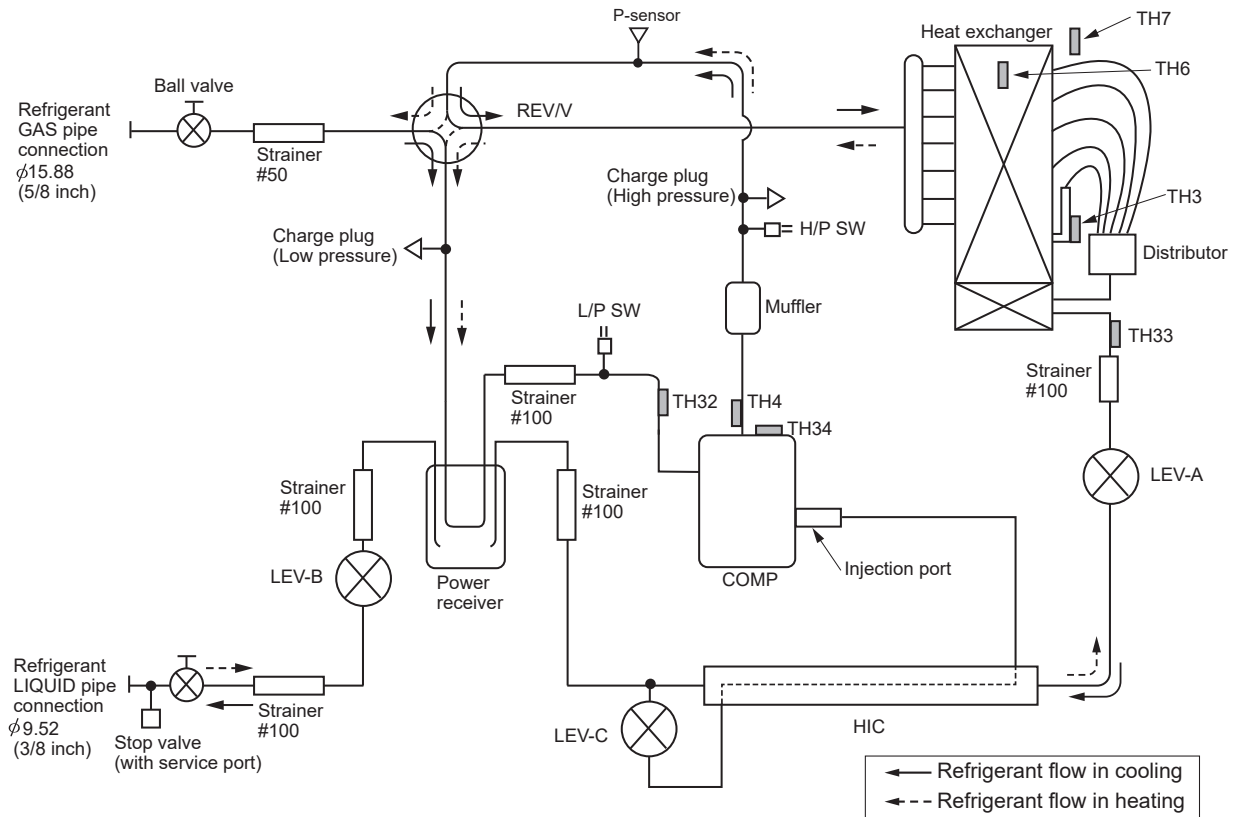 P-sensor
TH7
Heat exchanger
TH6
Ball valve
Refrigerant
GAS pipe
connection
ϕ15.88
(5/8 inch)
REV/V
Strainer
#50
Charge plug
(High pressure)
TH3
H/P SW
Charge plug
(Low pressure)
Distributor
Muffler
L/P SW
TH33
Strainer
#100
Strainer
#100
TH32
TH4
TH34
LEV-A
Strainer
#100
Strainer
#100
LEV-B
Power
receiver
COMP
Injection port
Refrigerant
LIQUID pipe
connection
ϕ9.52
(3/8 inch)
Strainer
#100
Stop valve
(with service port)
LEV-C
HIC
Refrigerant flow in cooling
Refrigerant flow in heating